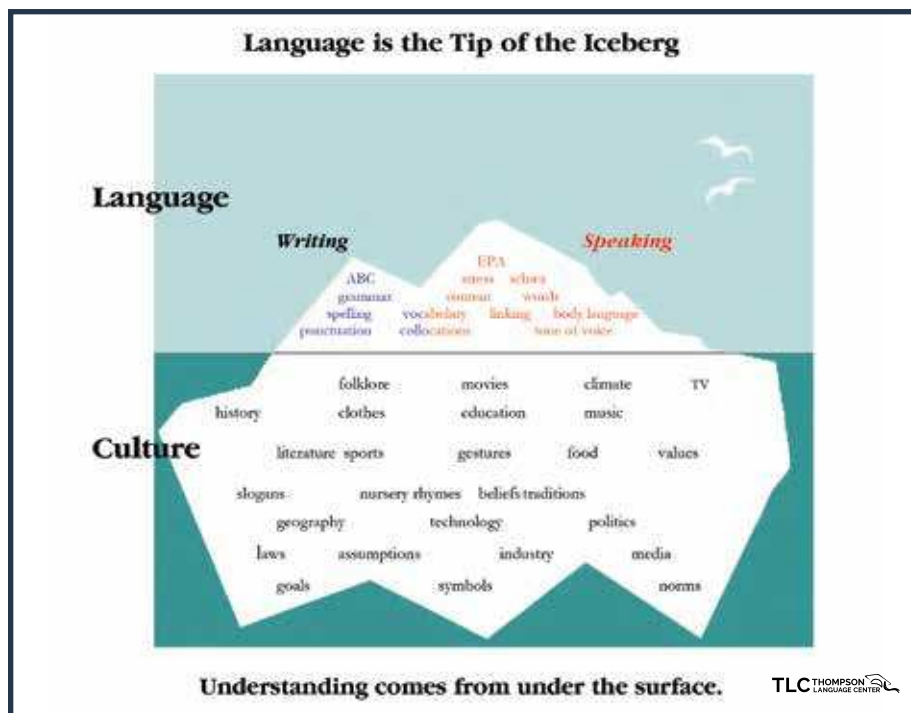 Language is the Tip of the Iceberg
Language
Writing Speaking
EPA
ABC stress schwa
grammar contour words
spelling vocabulary linking body language
punctuation collocations tone of voice
folklore movies climate TV
history clothes education music
Culture
literature sports gestures food values
slogans nursery rhymes beliefs traditions
geography technology politics
laws assumptions industry media
goals symbols norms
Understanding comes from under the surface.
TLC THOMPSON
LANGUAGE CENTER